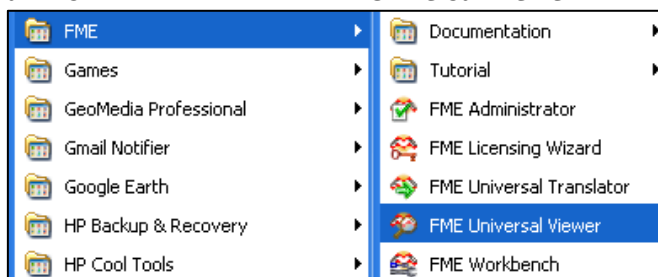 FME
Games
GeoMedia Professional
Gmail Notifier
Google Earth
HP Backup & Recovery
HP Cool Tools
Documentation
Tutorial
FME Administrator
FME Licensing Wizard
FME Universal Translator
FME Universal Viewer
FME Workbench